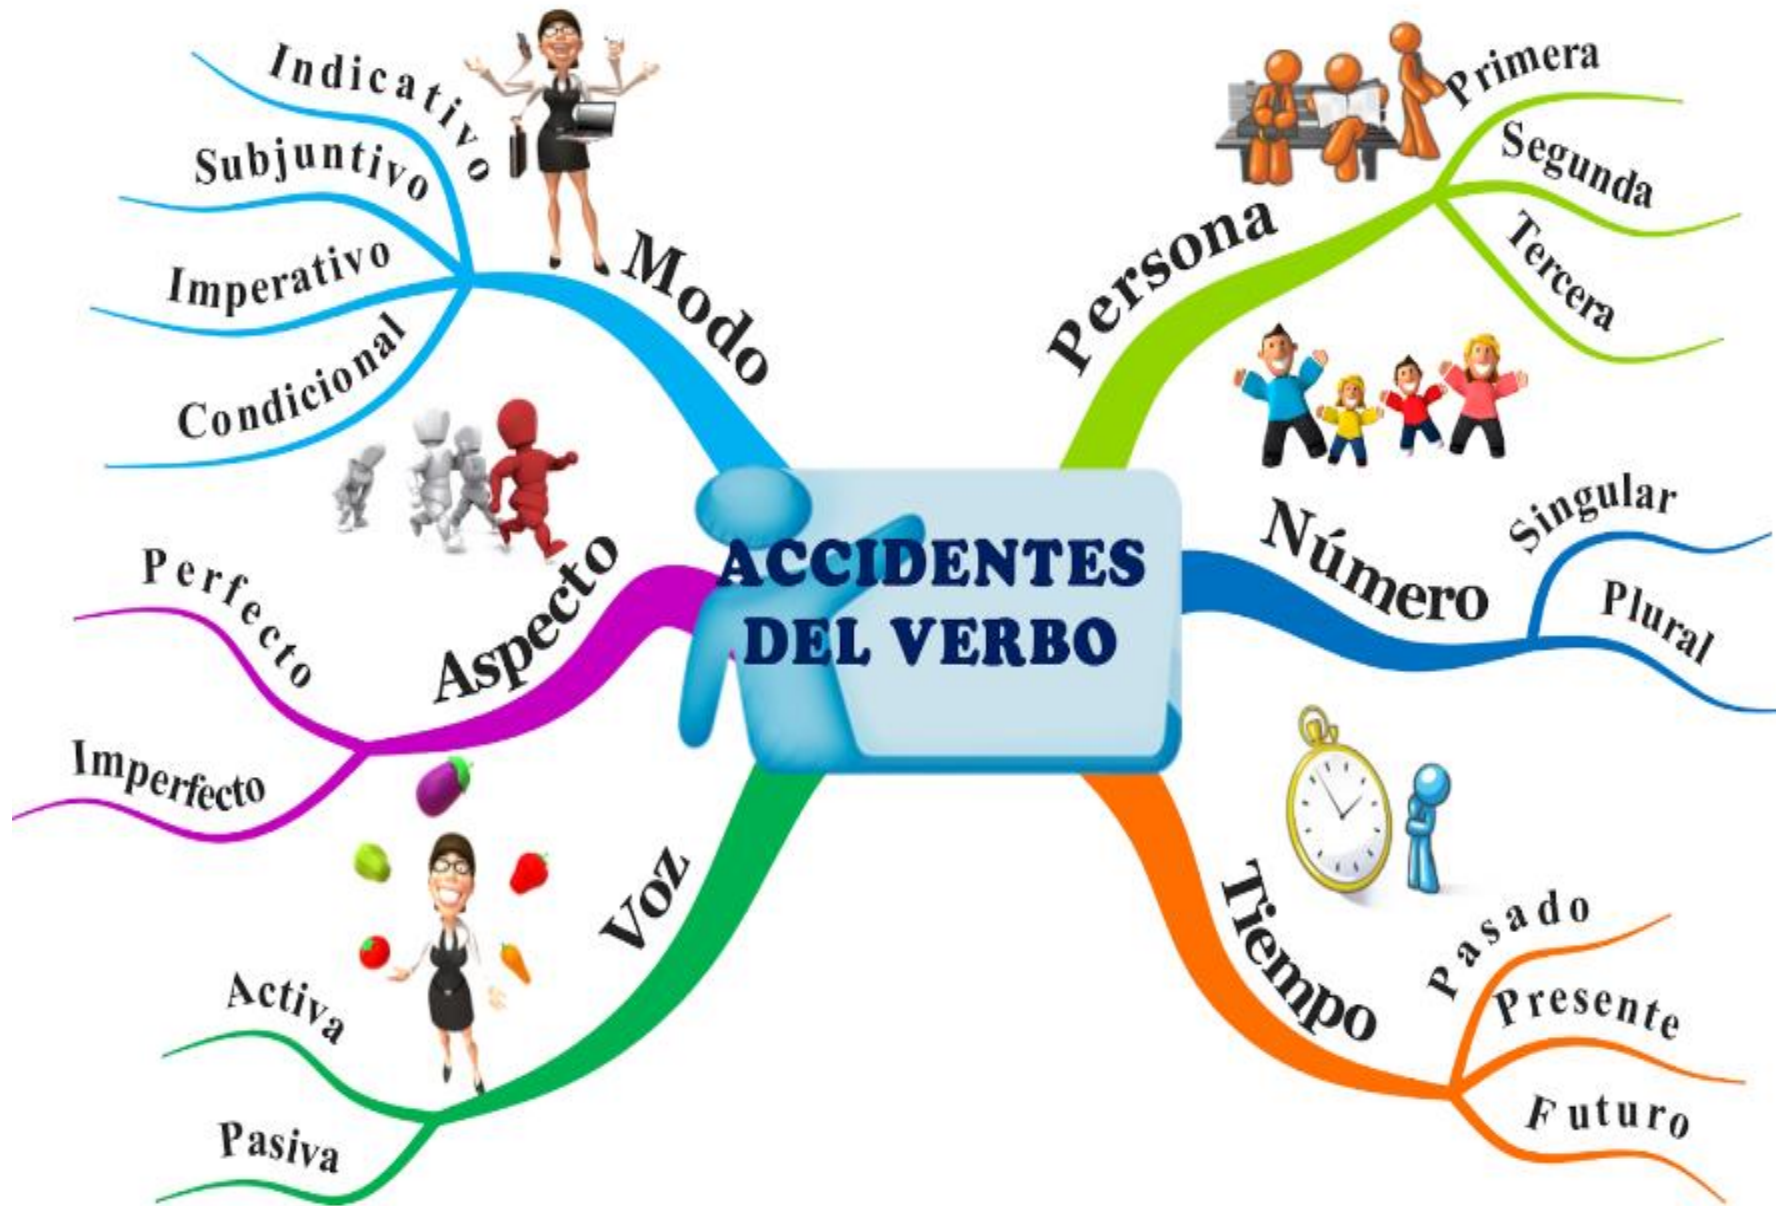 ACCIDENTES
DEL VERBO
Modo
Indicativo
Subjuntivo
Imperativo
Condicional
Aspecto
Perfecto
Imperfecto
Voz
Activa
Pasiva
Persona
Primera
Segunda
Tercera
Número
Singular
Plural
Tiempo
Pasado
Presente
Futuro